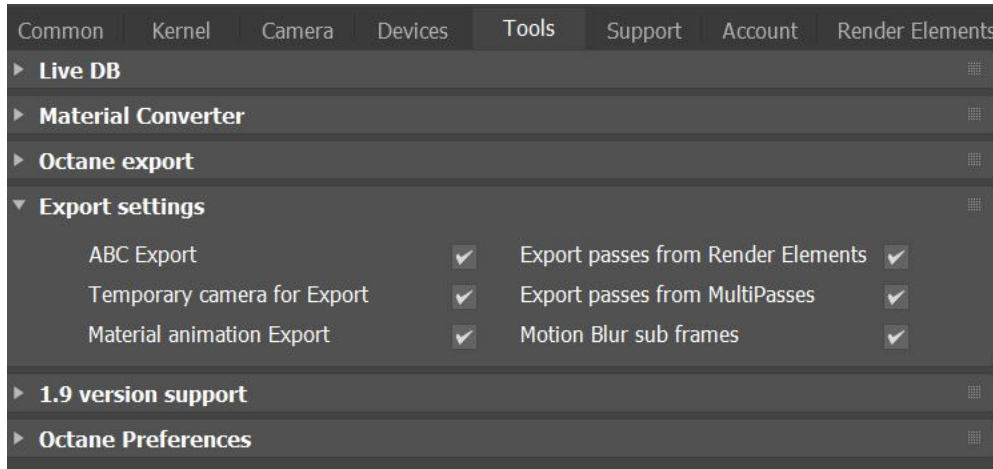 Common Kernel Camera Devices Tools Support Account Render Elements
Live DB
Material Converter
Octane export
Export settings
ABC Export Export passes from Render Elements
Temporary camera for Export Export passes from MultiPasses
Material animation Export Motion Blur sub frames
1.9 version support
Octane Preferences